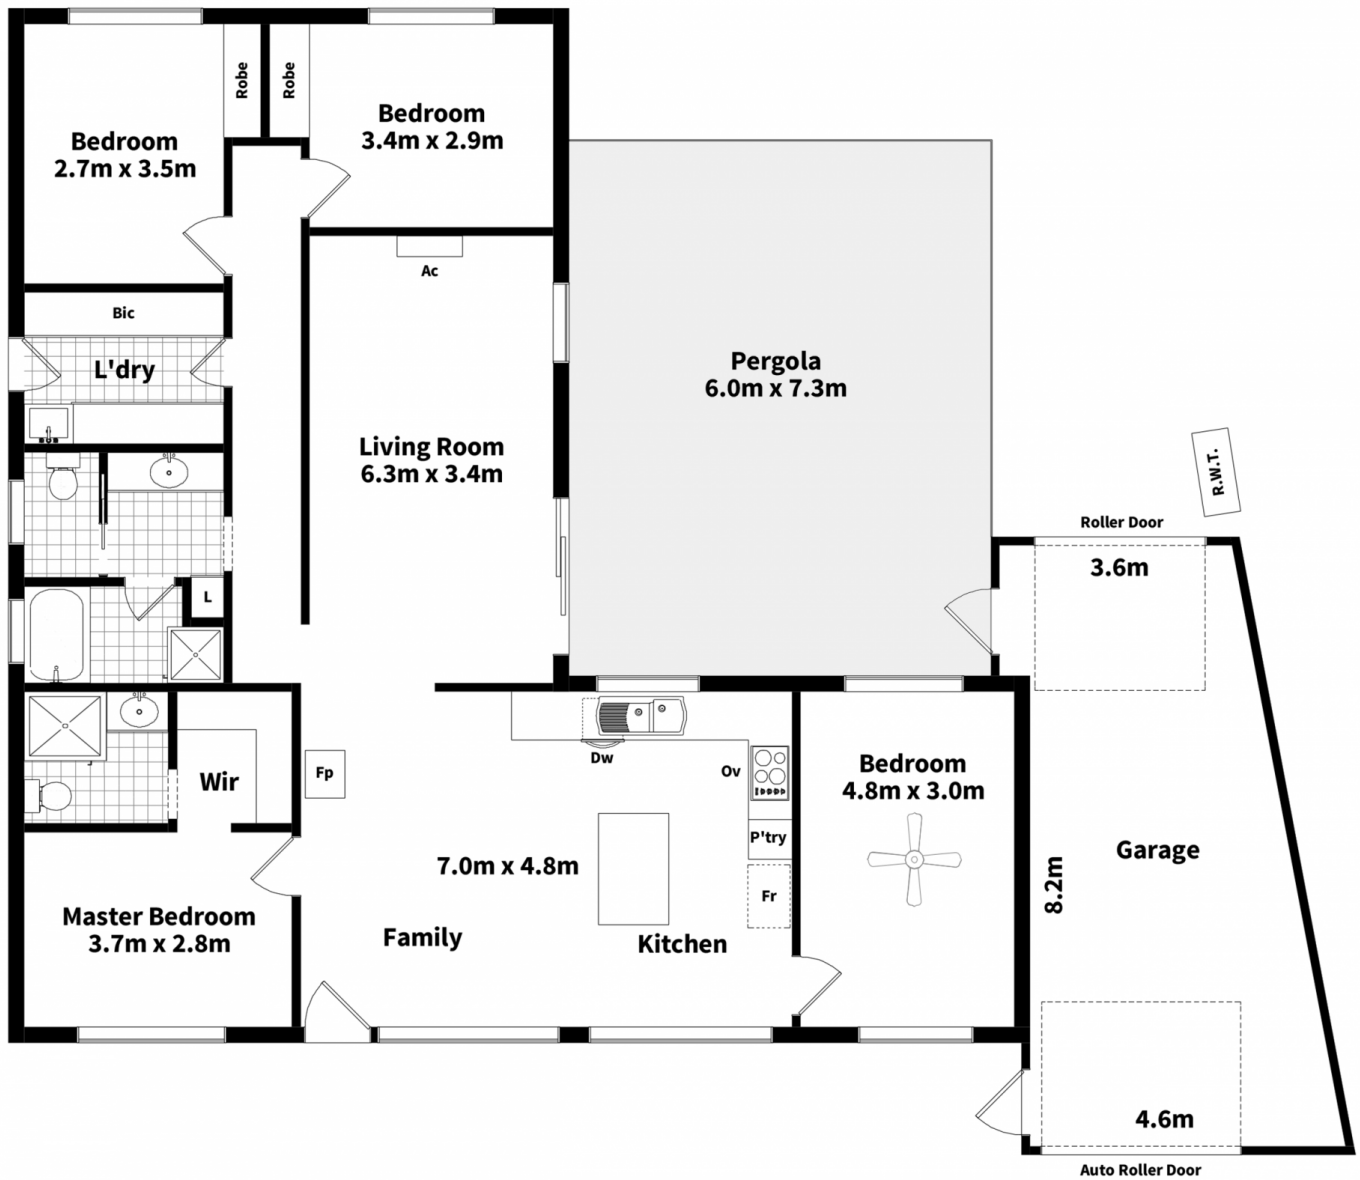 Robe
Robe
Bedroom
2.7m x 3.5m
Bedroom
3.4m x 2.9m
Ac
Bic
L'dry
Living Room
6.3m x 3.4m
Pergola
6.0m x 7.3m
R.W.T.
Roller Door
3.6m
L
Wir
Fp
Dw
Ov
P'try
Fr
Bedroom
4.8m x 3.0m
Garage
8.2m
7.0m x 4.8m
Family
Kitchen
Master Bedroom
3.7m x 2.8m
4.6m
Auto Roller Door